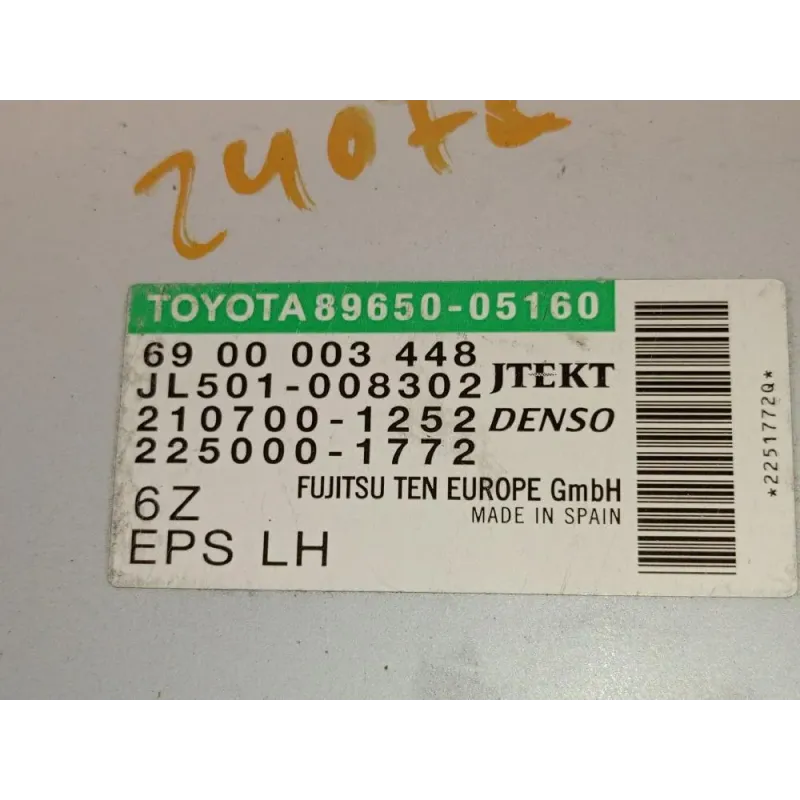 TOYOTA 89650-05160
69 00 003 448
JL501-008302 JTEKT
210700-1252 DENSO
225000-1772
6Z FUJITSU TEN EUROPE GmbH
MADE IN SPAIN
EPS LH
*2251772Q*